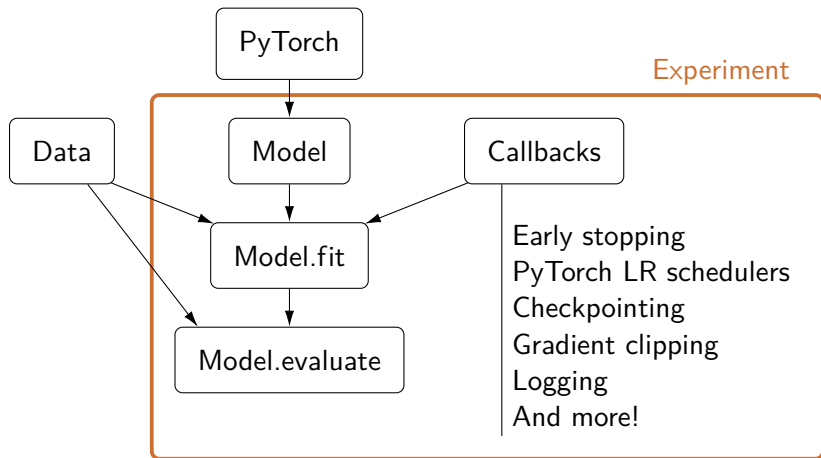 PyTorch
Experiment
Data
Model
Callbacks
Model.fit
Model.evaluate
Early stopping
PyTorch LR schedulers
Checkpointing
Gradient clipping
Logging
And more!